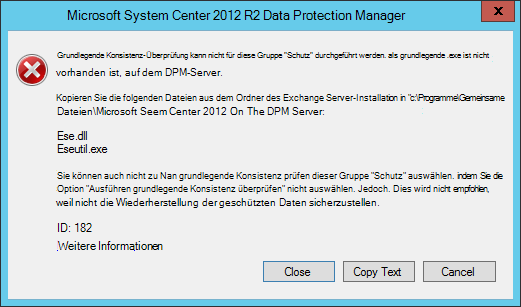 Microsoft System Center 2012 R2 Data Protection Manager
x
Grundlegende Konsistenz-Überprüfung kann nicht für diese Gruppe "Schutz" durchgeführt werden. als grundlegende .exe ist nicht
vorhanden ist, auf dem DPM-Server.
Kopieren Sie die folgenden Dateien aus dem Ordner des Exchange Server-Installation in "c:\Programme\Gemeinsame
Dateien\Microsoft Seem Center 2012 On The DPM Server:
Ese.dll
Eseutil.exe
Sie können auch nicht zu Nan grundlegende Konsistenz prüfen dieser Gruppe "Schutz" auswählen. indem Sie die
Option "Ausführen grundlegende Konsistenz überprüfen" nicht auswählen. Jedoch. Dies wird nicht empfohlen,
weil nicht die Wiederherstellung der geschützten Daten sicherzustellen.
ID: 182
Weitere Informationen
Close
Copy Text
Cancel